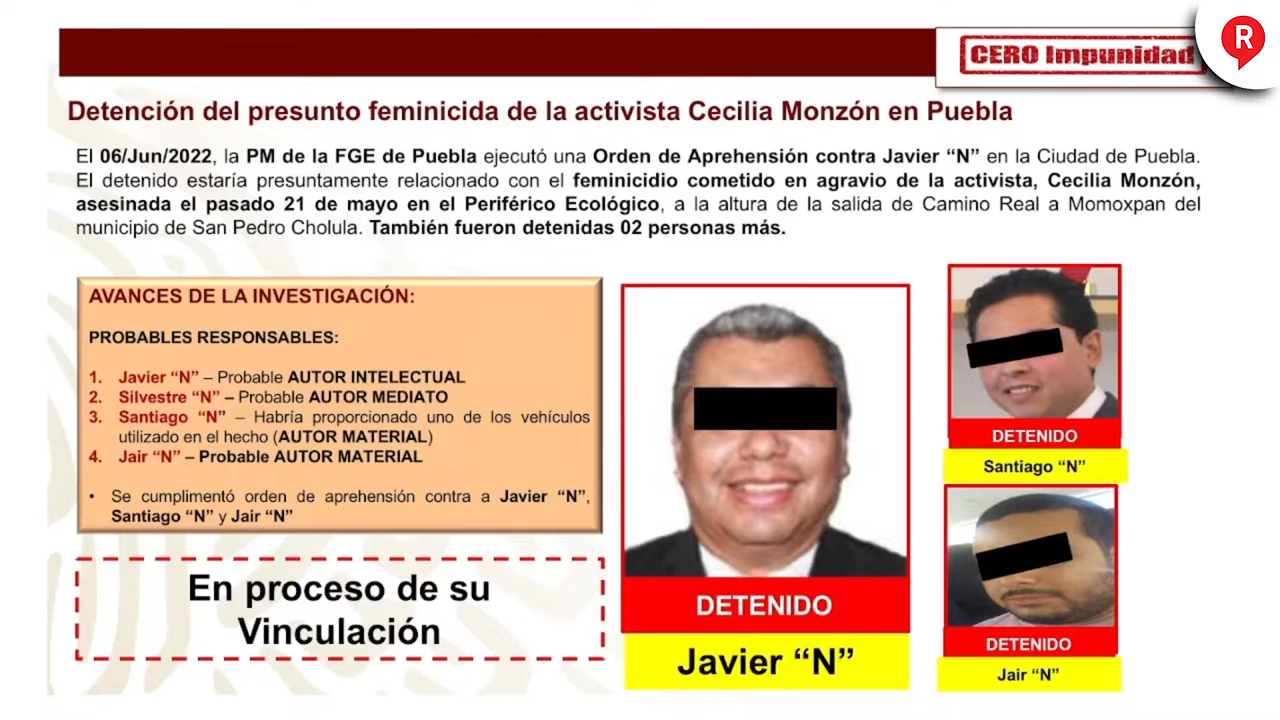 CERO Impunidad
R
Detención del presunto feminicida de la activista Cecilia Monzón en Puebla
El 06/Jun/2022, la PM de la FGE de Puebla ejecutó una Orden de Aprehensión contra Javier “N” en la Ciudad de Puebla.
El detenido estaría presuntamente relacionado con el feminicidio cometido en agravio de la activista, Cecilia Monzón,
asesinada el pasado 21 de mayo en el Periférico Ecológico, a la altura de la salida de Camino Real a Momoxpan del
municipio de San Pedro Cholula. También fueron detenidas 02 personas más.
AVANCES DE LA INVESTIGACIÓN:
PROBABLES RESPONSABLES:
1. Javier “N” – Probable AUTOR INTELECTUAL
2. Silvestre “N” – Probable AUTOR MEDIATO
3. Santiago “N” – Habría proporcionado uno de los vehículos
utilizado en el hecho (AUTOR MATERIAL)
4. Jair “N” – Probable AUTOR MATERIAL
• Se cumplimentó orden de aprehensión contra a Javier “N”,
Santiago “N” y Jair “N”
En proceso de su
Vinculación
DETENIDO
Javier “N”
DETENIDO
Santiago “N”
DETENIDO
Jair “N”